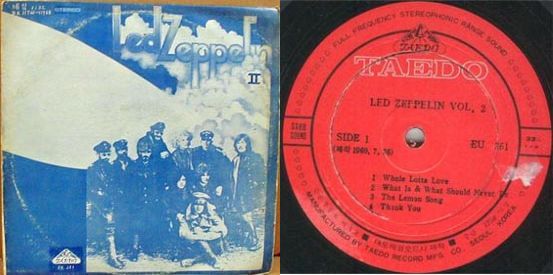 STEREO
Led Zeppelin
II
TAEDO
FULL FREQUENCY STEREOPHONIC RANGE SOUND
TAEDO
TAEDO
LED ZEPPELIN VOL. 2
SIDE 1
EU 761
1 Whole Lotta Love
2 What Is & What Should Never Be
3 The Lemon Song
4 Thank You
MANUFACTURED BY TAEDO RECORD MFG. CO. SEOUL, KOREA